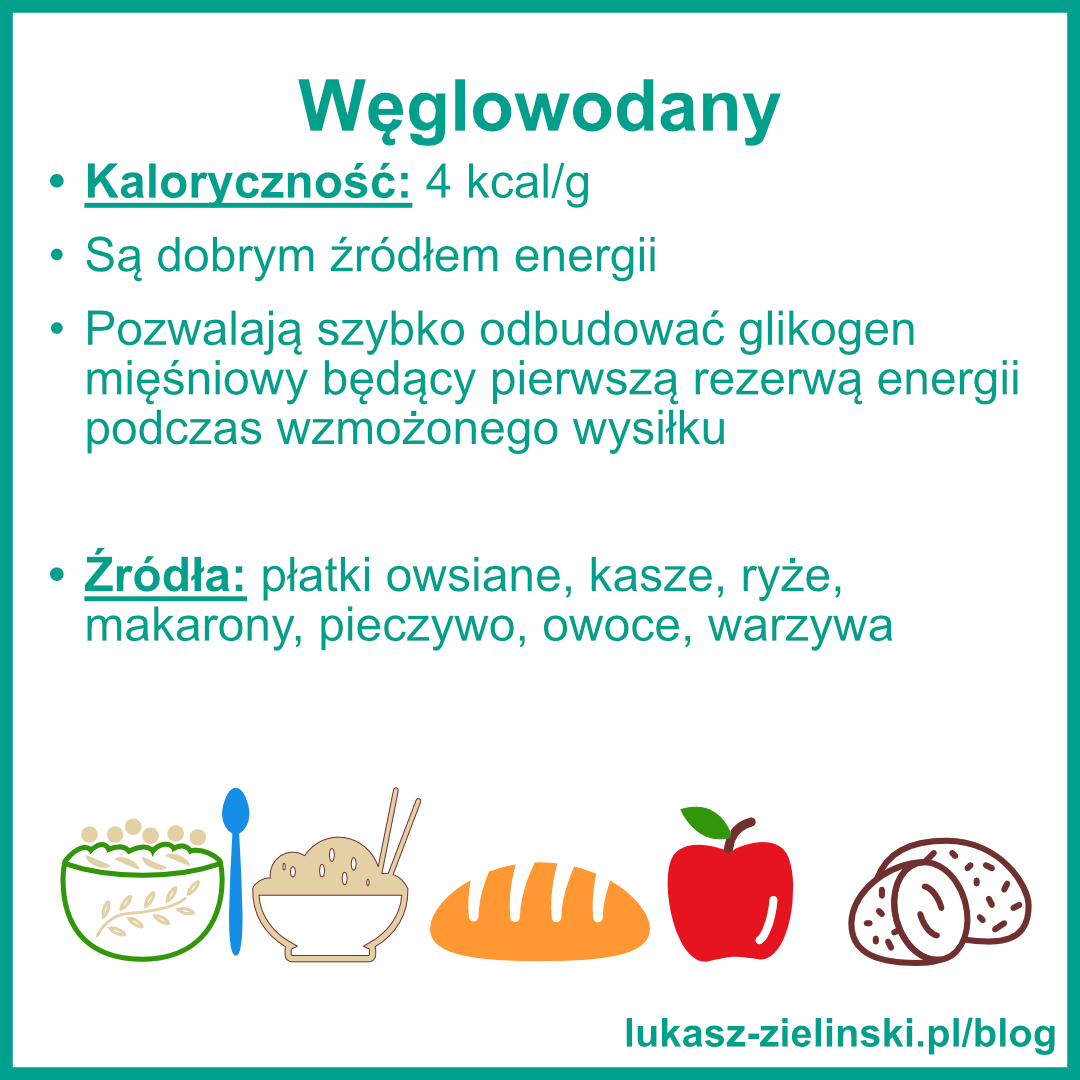 Węglowodany
• Kaloryczność: 4 kcal/g
• Są dobrym źródłem energii
• Pozwalają szybko odbudować glikogen
mięśniowy będący pierwszą rezerwą energii
podczas wzmożonego wysiłku
• Źródła: płatki owsiane, kasze, ryże,
makarony, pieczywo, owoce, warzywa
lukasz-zielinski.pl/blog